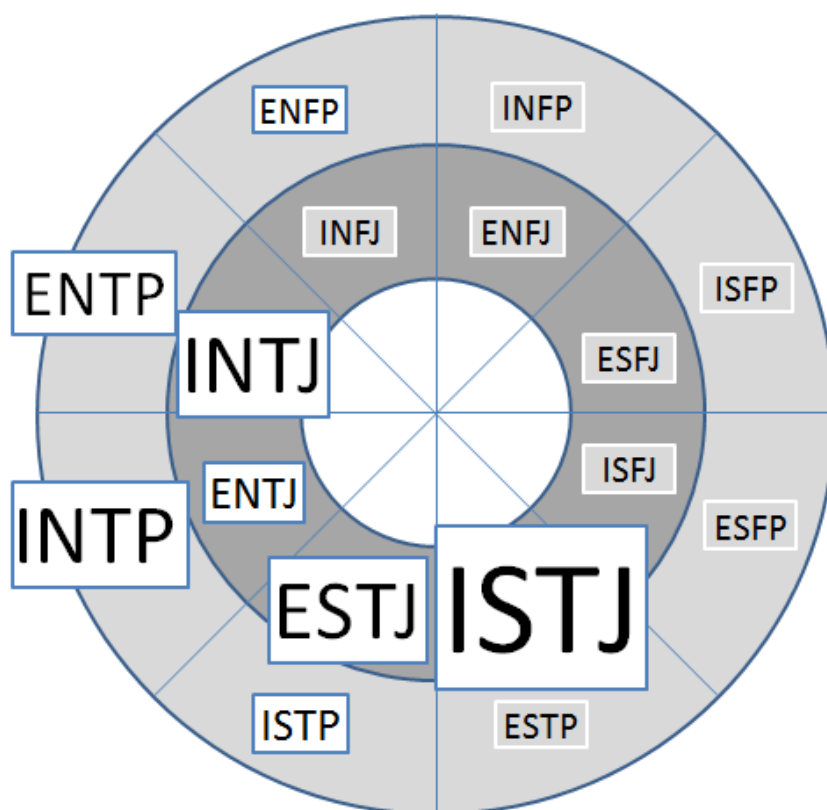 ENFP
INFP
INFJ
ENFJ
ENTP
ISFP
INTJ
ESFJ
ISFJ
ENTJ
INTP
ESFP
ESTJ
ISTJ
ISTP
ESTP